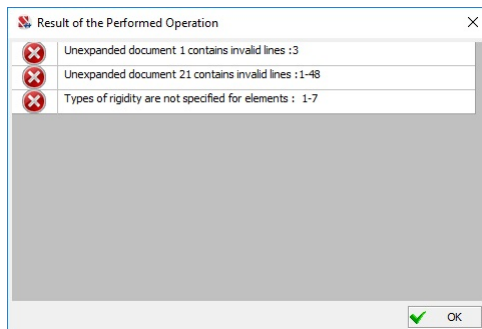 Result of the Performed Operation
Unexpanded document 1 contains invalid lines :3
Unexpanded document 21 contains invalid lines :1-48
Types of rigidity are not specified for elements :  1-7
OK